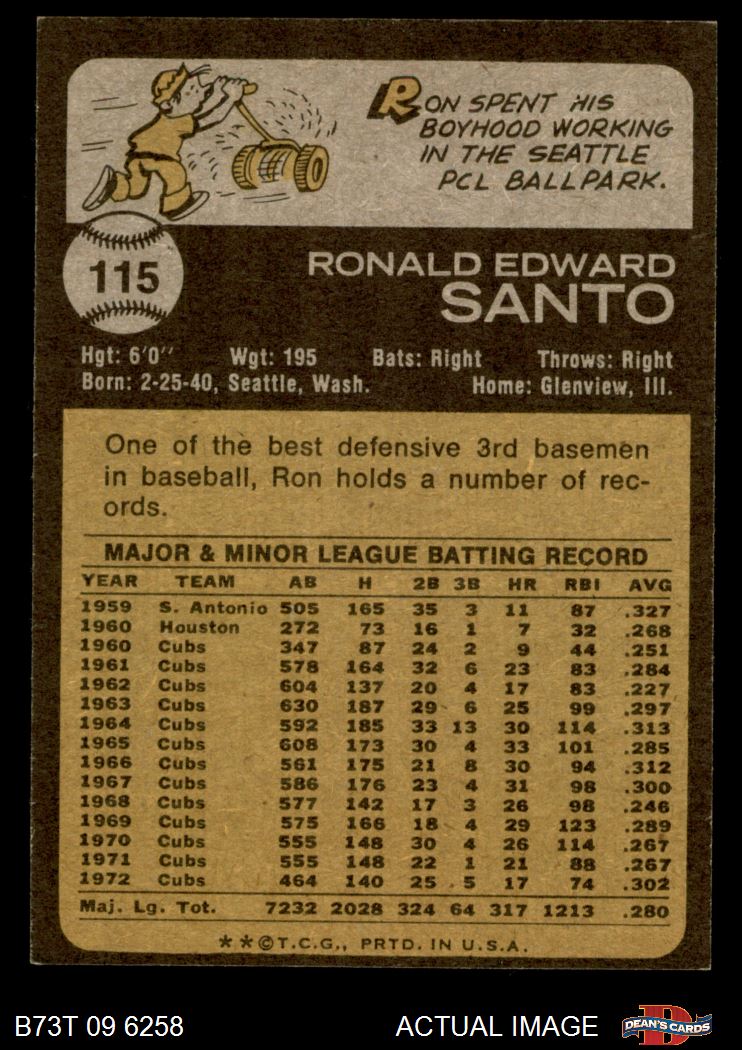 RON SPENT HIS
BOYHOOD WORKING
IN THE SEATTLE
PCL BALLPARK.
115
RONALD EDWARD
SANTO
Hgt: 6'0" Wgt: 195 Bats: Right Throws: Right
Born: 2-25-40, Seattle, Wash. Home: Glenview, Ill.
One of the best defensive 3rd basemen
in baseball, Ron holds a number of rec-
ords.
MAJOR & MINOR LEAGUE BATTING RECORD
YEAR TEAM AB H 2B 3B HR RBI AVG
1959 S. Antonio 505 165 35 3 11 87 .327
1960 Houston 272 73 16 1 7 32 .268
1960 Cubs 347 87 24 2 9 44 .251
1961 Cubs 578 164 32 6 23 83 .284
1962 Cubs 604 137 20 4 17 83 .227
1963 Cubs 630 187 29 6 25 99 .297
1964 Cubs 592 185 33 13 30 114 .313
1965 Cubs 608 173 30 4 33 101 .285
1966 Cubs 561 175 21 8 30 94 .312
1967 Cubs 586 176 23 4 31 98 .300
1968 Cubs 577 142 17 3 26 98 .246
1969 Cubs 575 166 18 4 29 123 .289
1970 Cubs 555 148 30 4 26 114 .267
1971 Cubs 555 148 22 1 21 88 .267
1972 Cubs 464 140 25 5 17 74 .302
Maj. Lg. Tot. 7232 2028 324 64 317 1213 .280
**©T.C.G., PRTD. IN U.S.A.
B73T 09 6258 ACTUAL IMAGE
D
DEAN'S CARDS